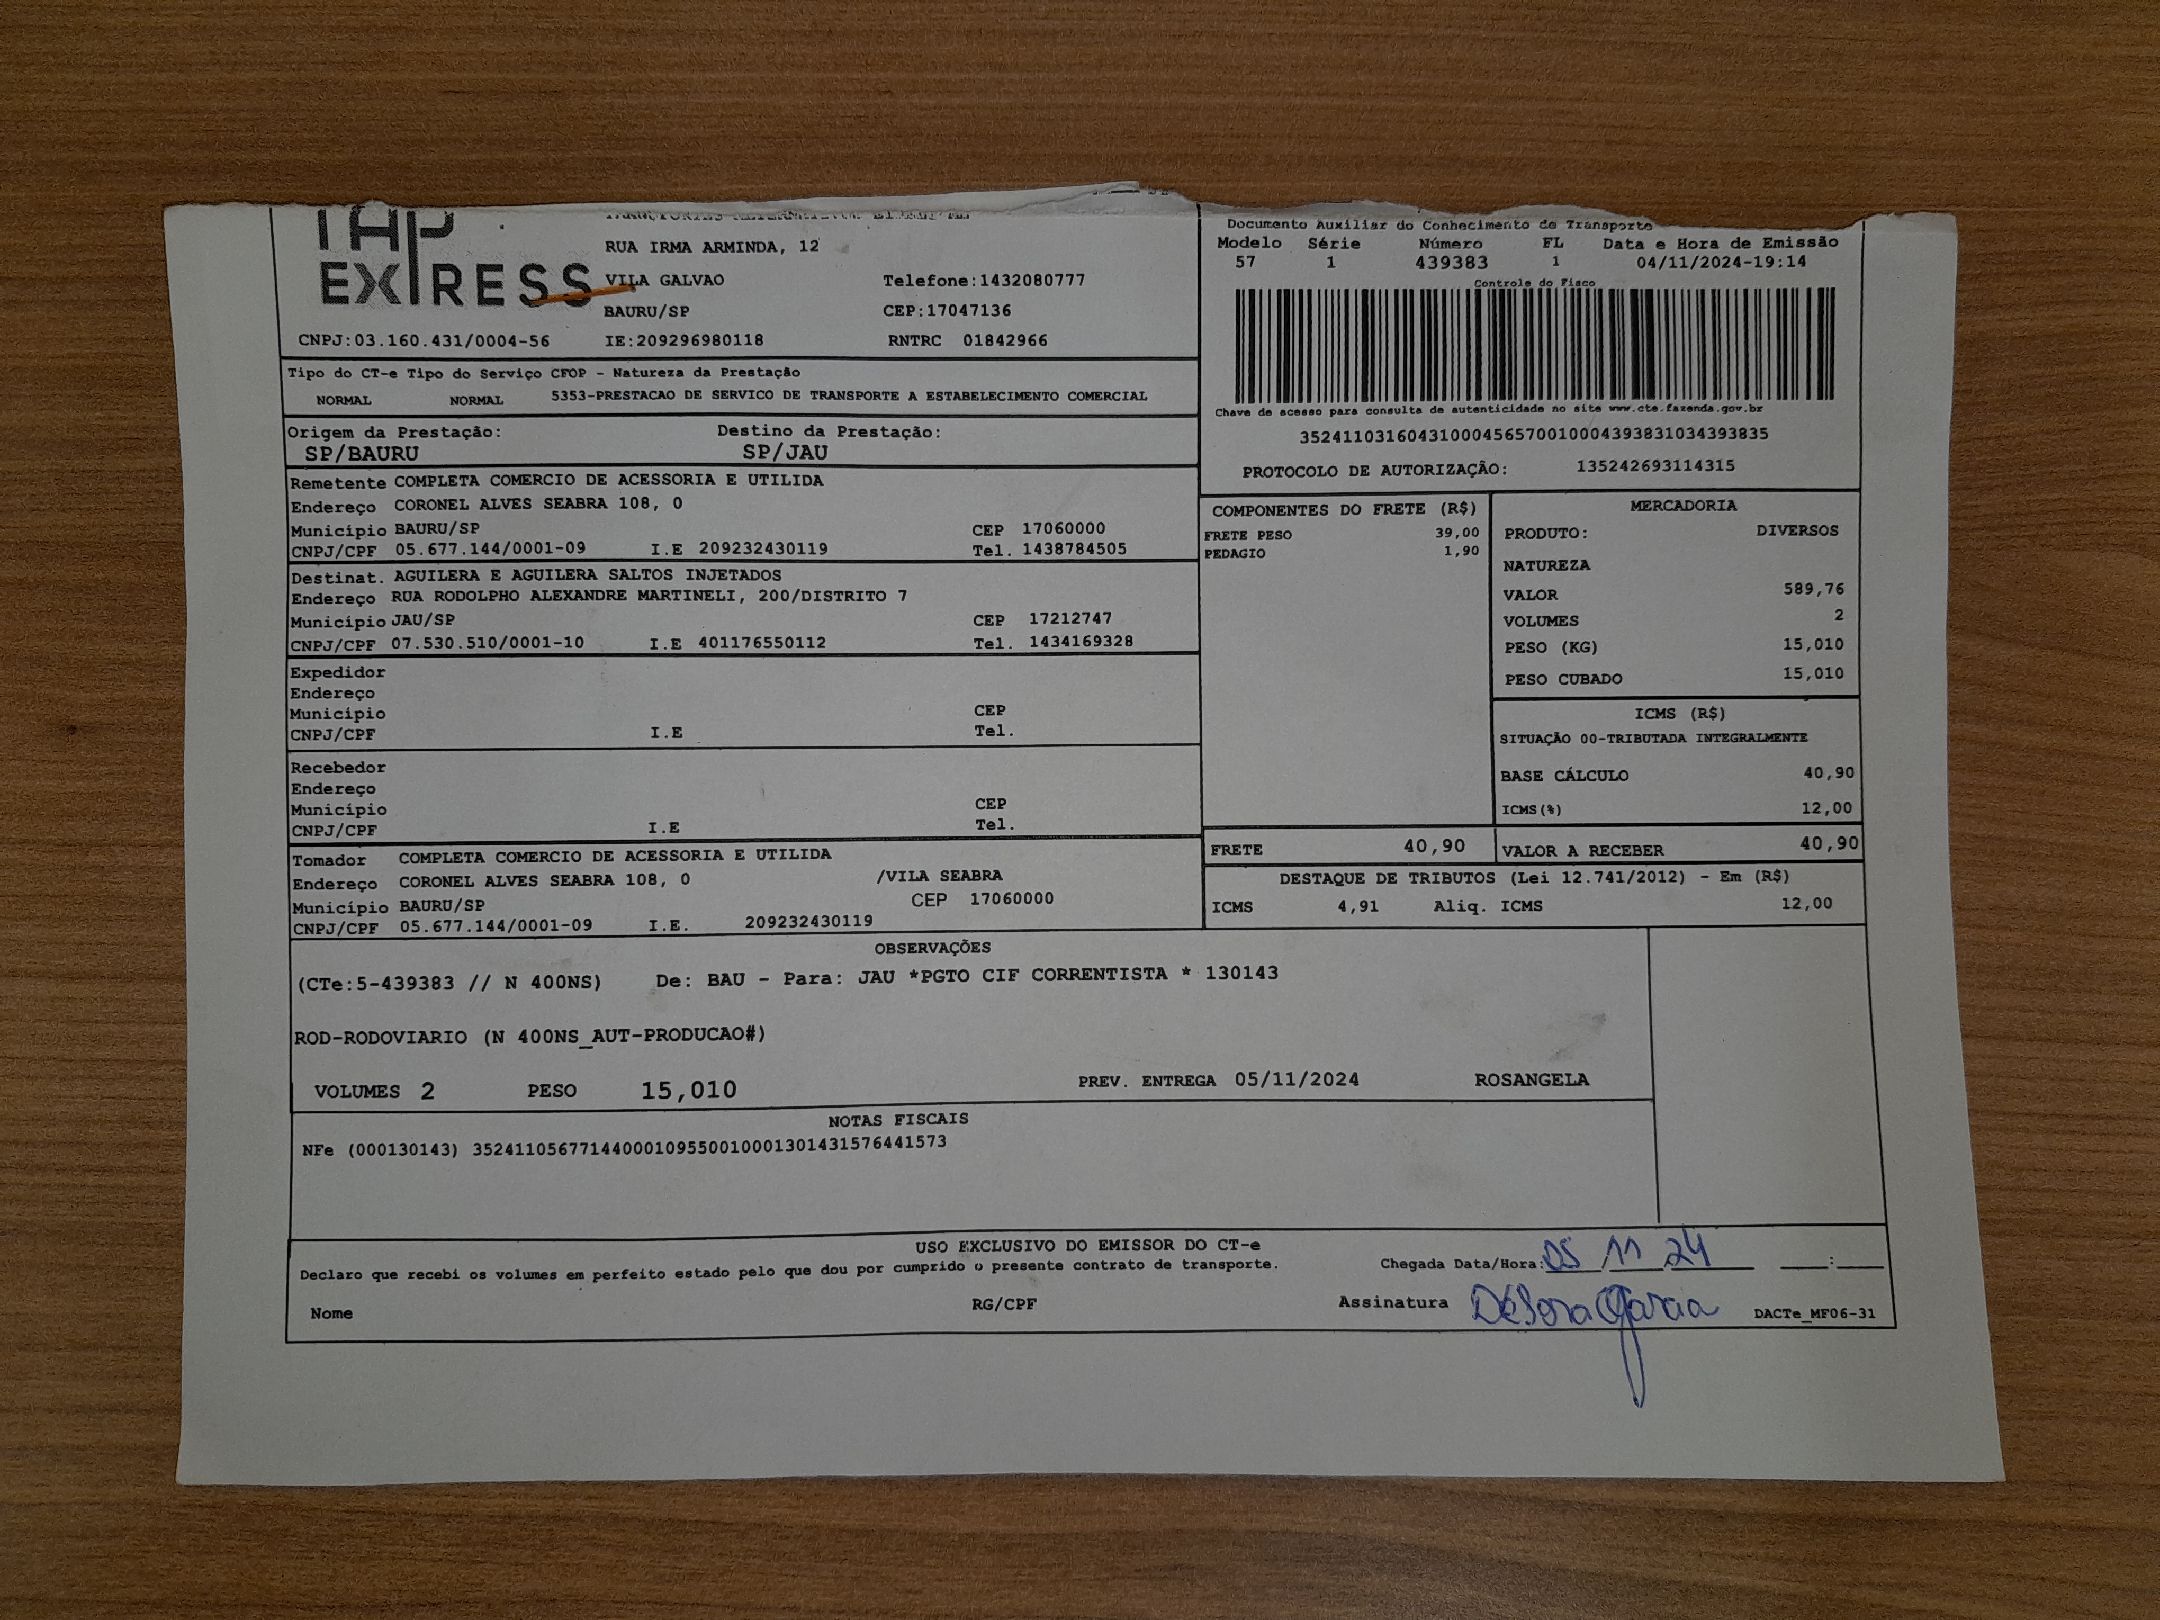 TAP
EXPRESS
RUA IRMA ARMINDA, 12
VILA GALVAO Telefone:1432080777
BAURU/SP CEP:17047136
CNPJ:03.160.431/0004-56 IE:209296980118 RNTRC 01842966
Documento Auxiliar do Conhecimento de Transporte
Modelo Série Número FL Data e Hora de Emissão
57 1 439383 1 04/11/2024-19:14
Controle do Fisco
Chave de acesso para consulta de autenticidade no site www.cte.fazenda.gov.br
35241103160431000456570010004393831034393835
PROTOCOLO DE AUTORIZAÇÃO: 135242693114315
Tipo do CT-e Tipo do Serviço CFOP - Natureza da Prestação
NORMAL NORMAL 5353-PRESTACAO DE SERVICO DE TRANSPORTE A ESTABELECIMENTO COMERCIAL
Origem da Prestação: Destino da Prestação:
SP/BAURU SP/JAU
Remetente COMPLETA COMERCIO DE ACESSORIA E UTILIDA
Endereço CORONEL ALVES SEABRA 108, 0
Município BAURU/SP CEP 17060000
CNPJ/CPF 05.677.144/0001-09 I.E 209232430119 Tel. 1438784505
Destinat. AGUILERA E AGUILERA SALTOS INJETADOS
Endereço RUA RODOLPHO ALEXANDRE MARTINELI, 200/DISTRITO 7
Município JAU/SP CEP 17212747
CNPJ/CPF 07.530.510/0001-10 I.E 401176550112 Tel. 1434169328
Expedidor
Endereço
Município CEP
CNPJ/CPF I.E Tel.
Recebedor
Endereço
Município CEP
CNPJ/CPF I.E Tel.
Tomador COMPLETA COMERCIO DE ACESSORIA E UTILIDA
Endereço CORONEL ALVES SEABRA 108, 0 /VILA SEABRA
Município BAURU/SP CEP 17060000
CNPJ/CPF 05.677.144/0001-09 I.E. 209232430119
COMPONENTES DO FRETE (R$)
FRETE PESO 39,00
PEDAGIO 1,90
MERCADORIA
PRODUTO: DIVERSOS
NATUREZA
VALOR 589,76
VOLUMES 2
PESO (KG) 15,010
PESO CUBADO 15,010
ICMS (R$)
SITUAÇÃO 00-TRIBUTADA INTEGRALMENTE
BASE CÁLCULO 40,90
ICMS(%) 12,00
FRETE 40,90 VALOR A RECEBER 40,90
DESTAQUE DE TRIBUTOS (Lei 12.741/2012) - Em (R$)
ICMS 4,91 Aliq. ICMS 12,00
OBSERVAÇÕES
(CTe:5-439383 // N 400NS) De: BAU - Para: JAU *PGTO CIF CORRENTISTA * 130143
ROD-RODOVIARIO (N 400NS_AUT-PRODUCAO#)
VOLUMES 2 PESO 15,010 PREV. ENTREGA 05/11/2024 ROSANGELA
NOTAS FISCAIS
NFe (000130143) 35241105677144000109550010001301431576441573
USO EXCLUSIVO DO EMISSOR DO CT-e
Declaro que recebi os volumes em perfeito estado pelo que dou por cumprido o presente contrato de transporte. Chegada Data/Hora: 05 11 24 :
Nome RG/CPF Assinatura Débora Garcia DACTe_MF06-31